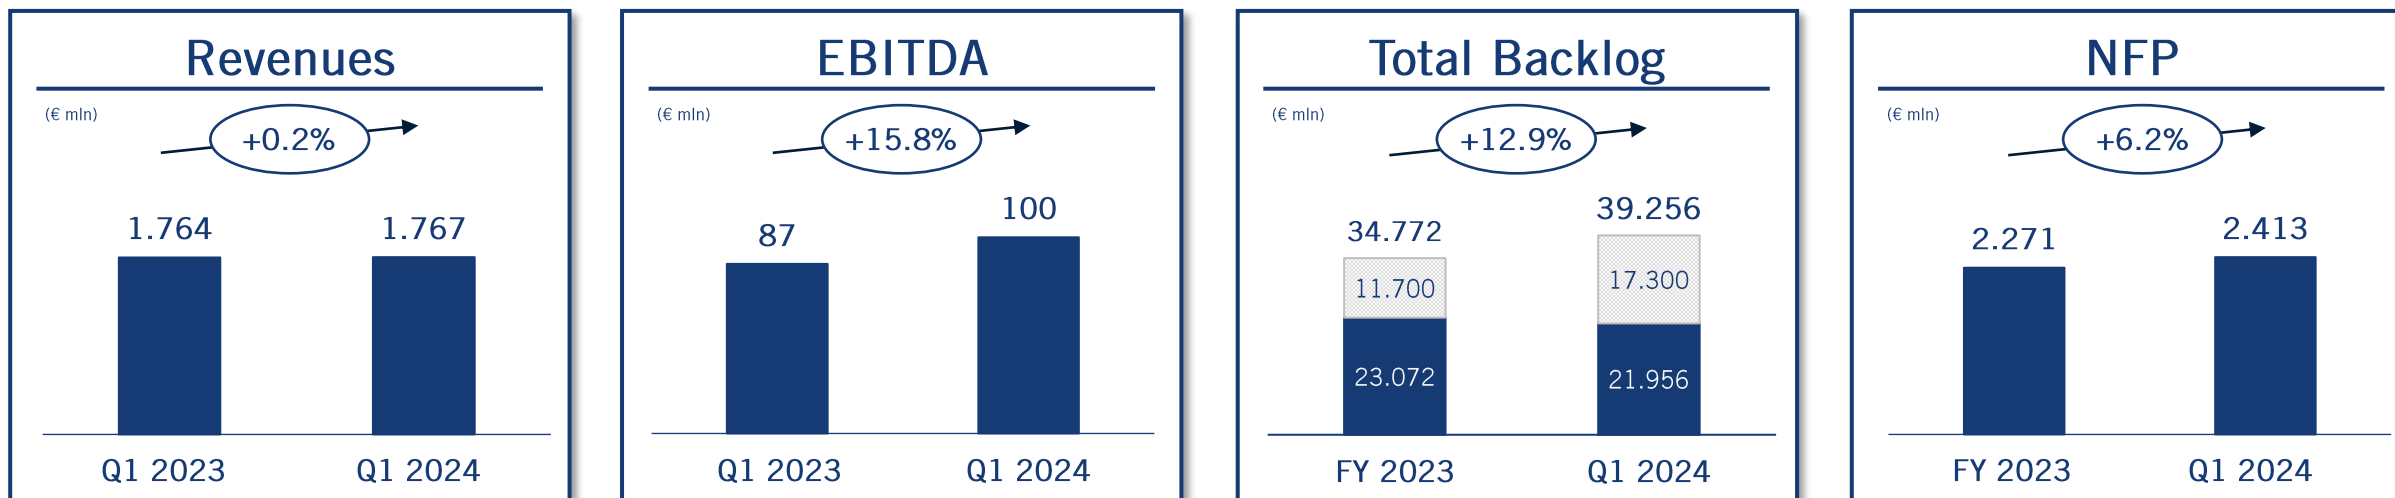 Revenues
(€ mln)
+0.2%
1.764
1.767
Q1 2023
Q1 2024
EBITDA
(€ mln)
+15.8%
87
100
Q1 2023
Q1 2024
Total Backlog
(€ mln)
+12.9%
34.772
39.256
11.700
17.300
23.072
21.956
FY 2023
Q1 2024
NFP
(€ mln)
+6.2%
2.271
2.413
FY 2023
Q1 2024